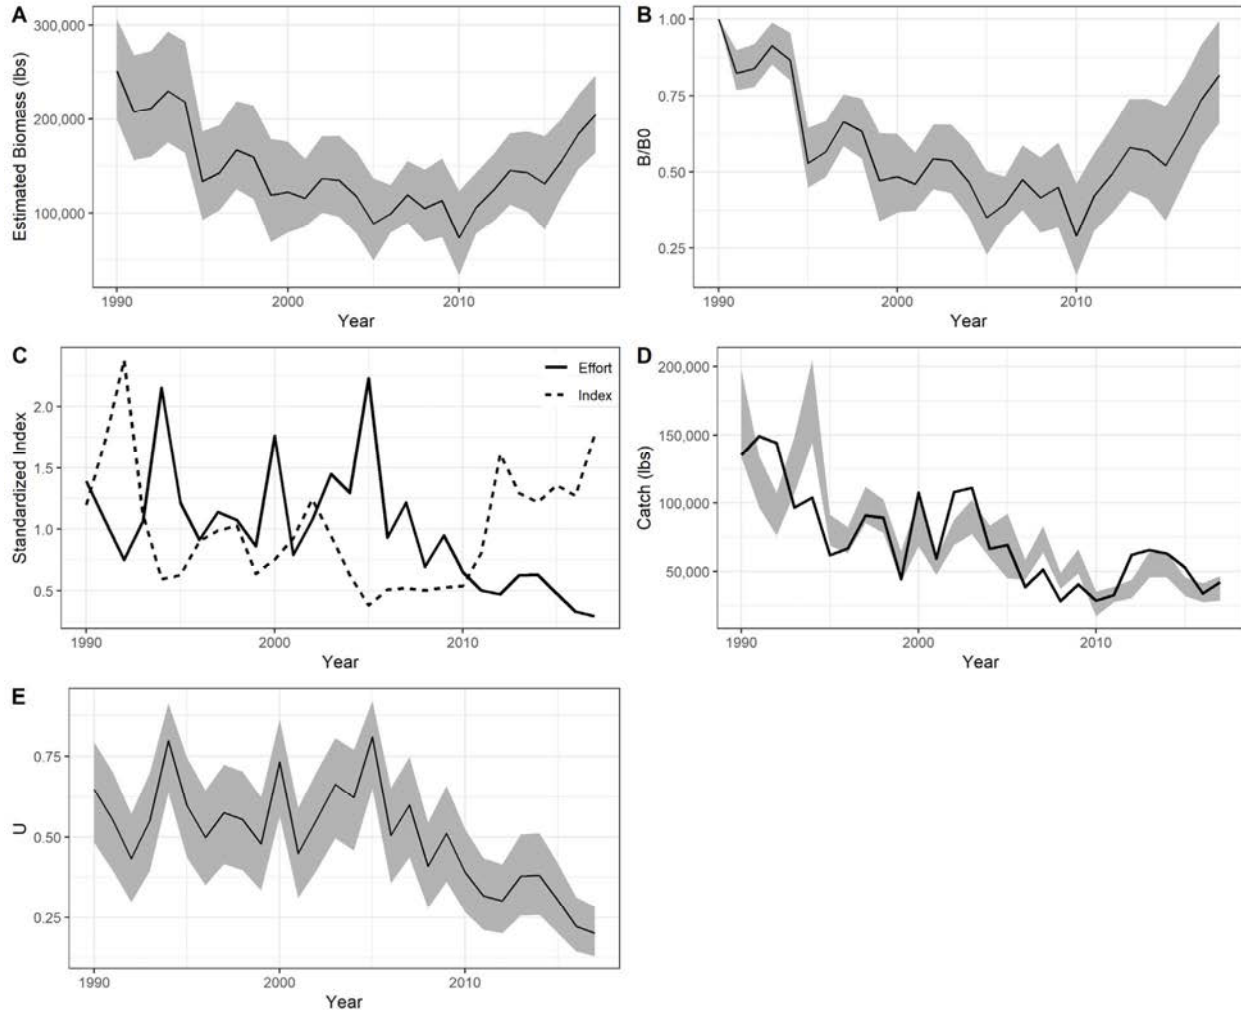 A
Estimated Biomass (lbs)
300,000
200,000
100,000
1990
2000
2010
Year
B
B/B0
1.00
0.75
0.50
0.25
1990
2000
2010
Year
C
Standardized Index
2.0
1.5
1.0
0.5
Effort
Index
1990
2000
2010
Year
D
Catch (lbs)
200,000
150,000
100,000
50,000
1990
2000
2010
Year
E
U
0.75
0.50
0.25
1990
2000
2010
Year